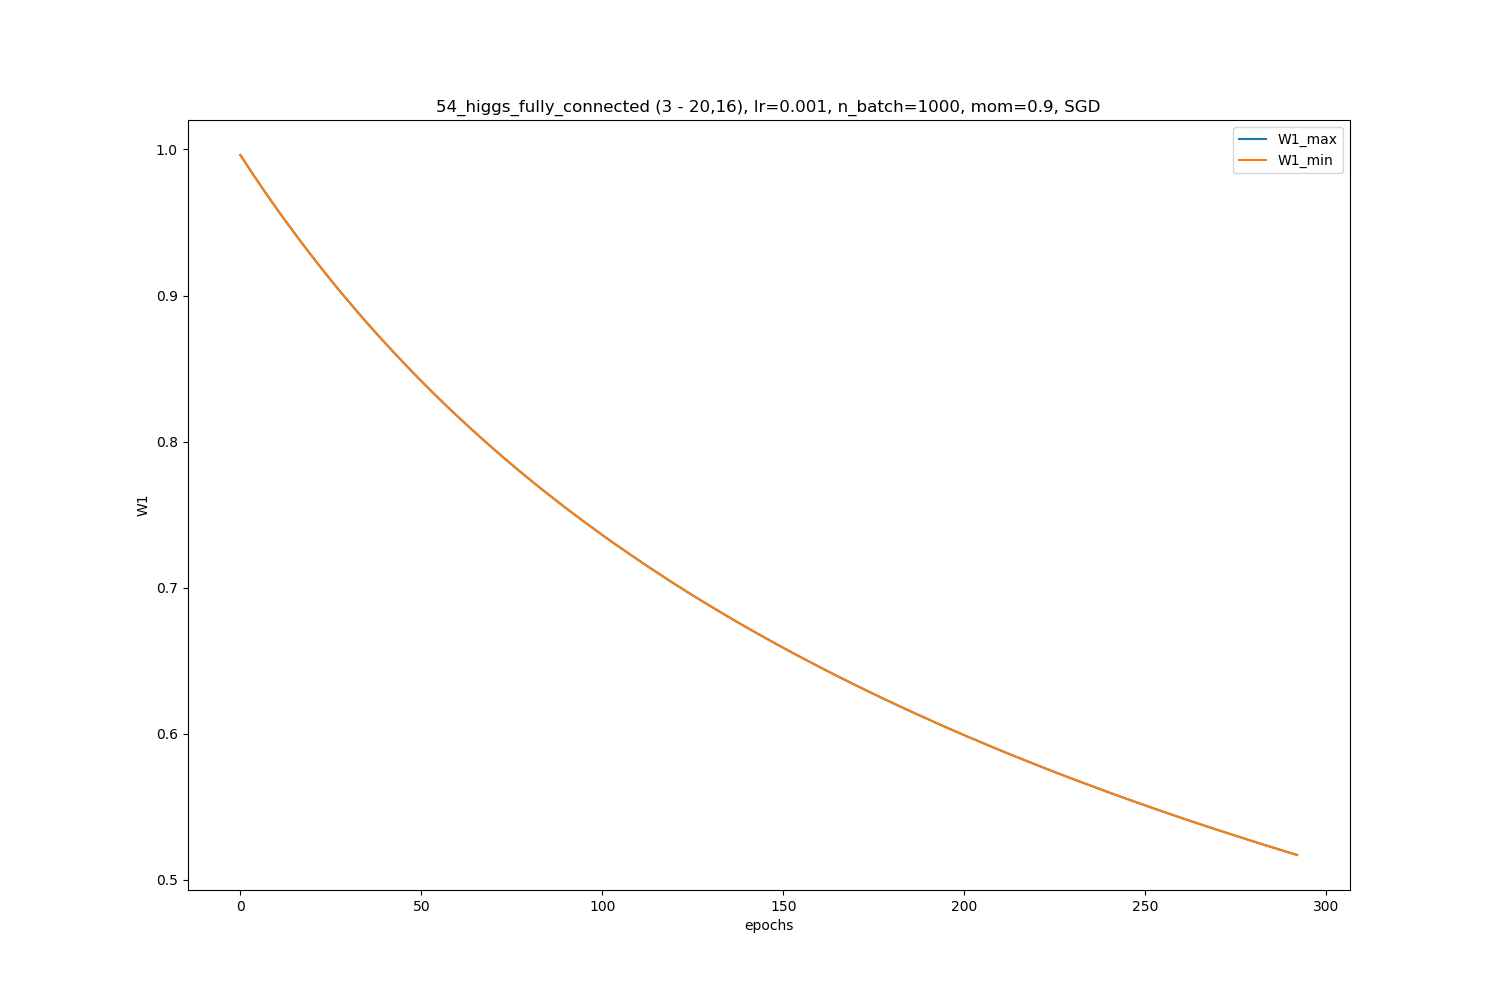 54_higgs_fully_connected (3 - 20,16), lr=0.001, n_batch=1000, mom=0.9, SGD
W1_max
W1_min
1.0
0.9
0.8
0.7
0.6
0.5
W1
0 50 100 150 200 250 300
epochs